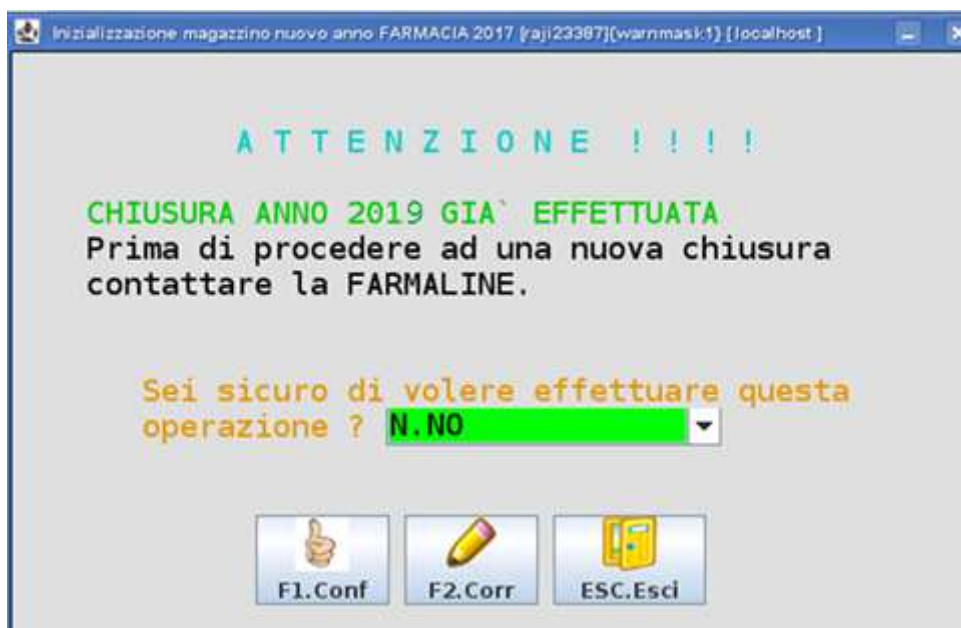 Inizializzazione magazzino nuovo anno FARMACIA 2017 [raji23387]{warnmask1} [localhost ]
A T T E N Z I O N E ! ! ! !
CHIUSURA ANNO 2019 GIA` EFFETTUATA
Prima di procedere ad una nuova chiusura
contattare la FARMALINE.
Sei sicuro di volere effettuare questa
operazione ? N.NO
F1.Conf F2.Corr ESC.Esci